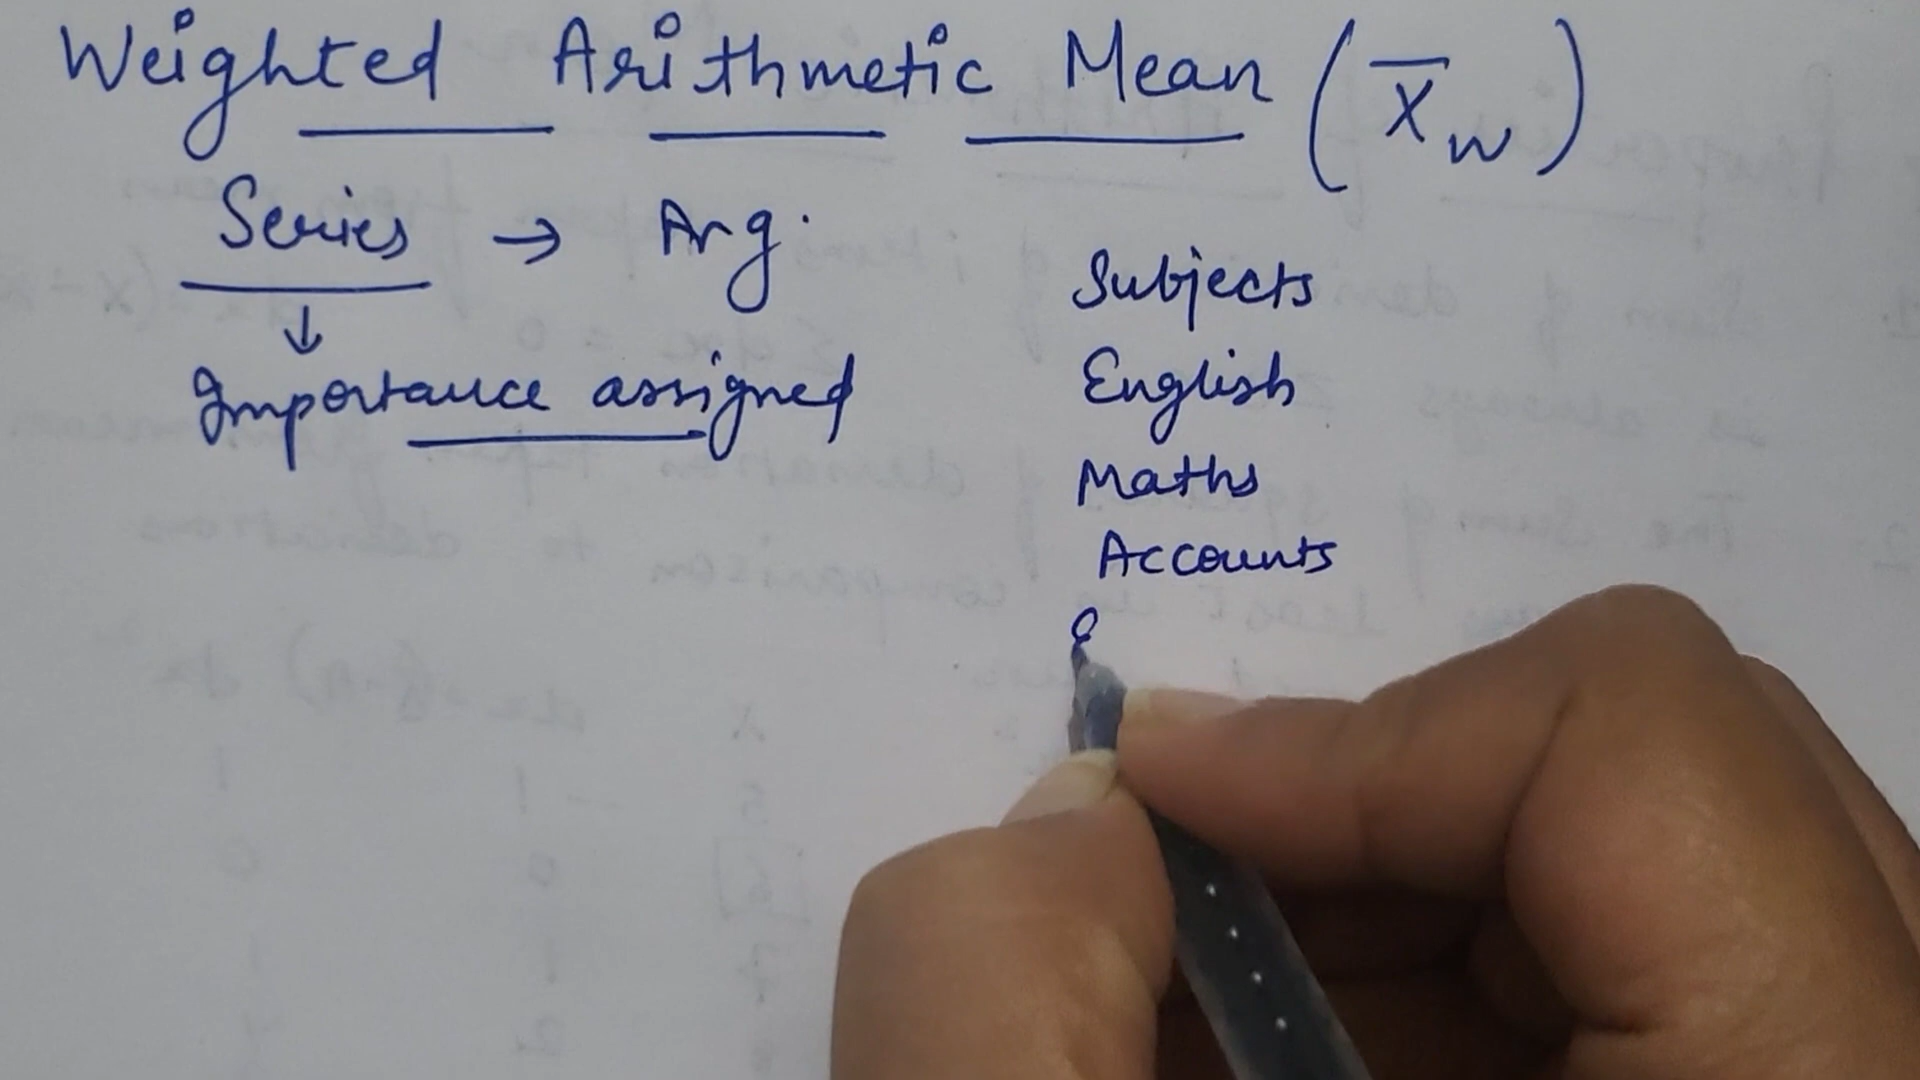 Weighted Arithmetic Mean (X̄w)
Series → Avg.
↓
Importance assigned
Subjects
English
Maths
Accounts